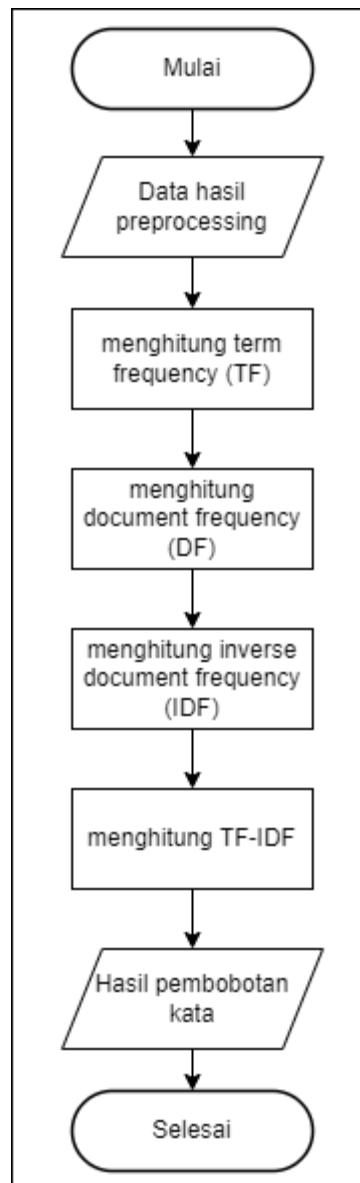 Mulai
Data hasil
preprocessing
menghitung term
frequency (TF)
menghitung
document frequency
(DF)
menghitung inverse
document frequency
(IDF)
menghitung TF-IDF
Hasil pembobotan
kata
Selesai